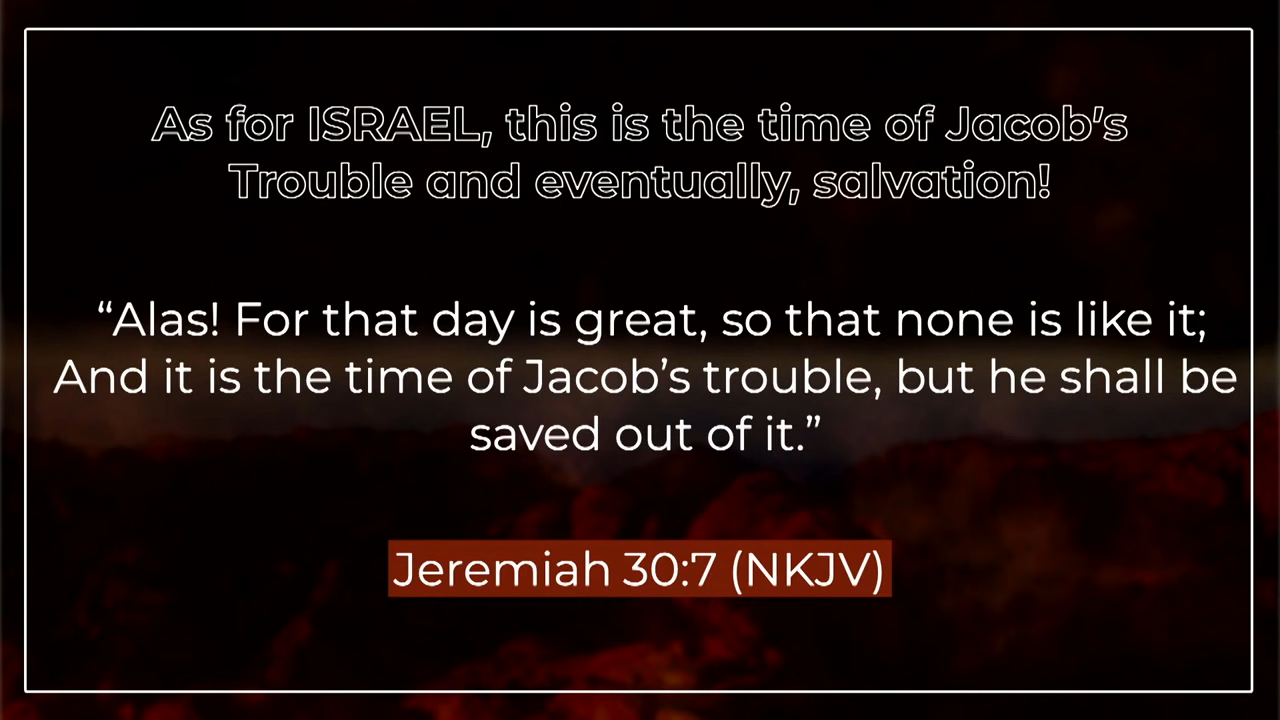 As for ISRAEL, this is the time of Jacob's
Trouble and eventually, salvation!
“Alas! For that day is great, so that none is like it;
And it is the time of Jacob’s trouble, but he shall be
saved out of it.”
Jeremiah 30:7 (NKJV)